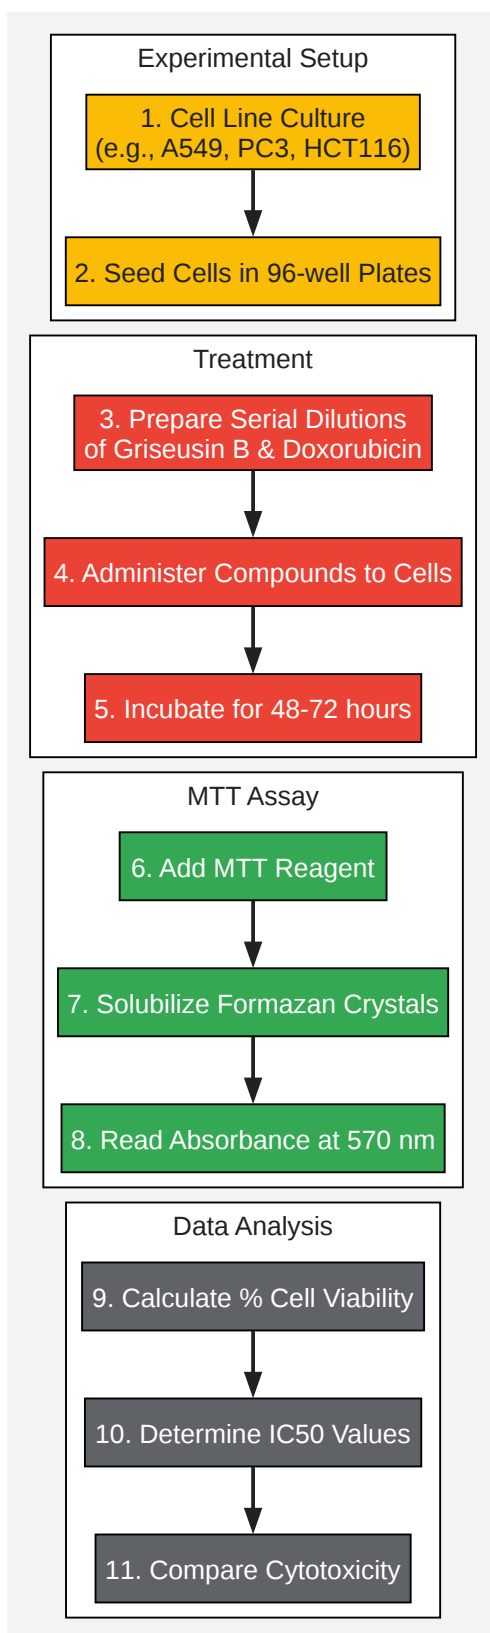 Experimental Setup
1. Cell Line Culture
(e.g., A549, PC3, HCT116)
2. Seed Cells in 96-well Plates
Treatment
3. Prepare Serial Dilutions
of Griseusin B & Doxorubicin
4. Administer Compounds to Cells
5. Incubate for 48-72 hours
MTT Assay
6. Add MTT Reagent
7. Solubilize Formazan Crystals
8. Read Absorbance at 570 nm
Data Analysis
9. Calculate % Cell Viability
10. Determine IC50 Values
11. Compare Cytotoxicity